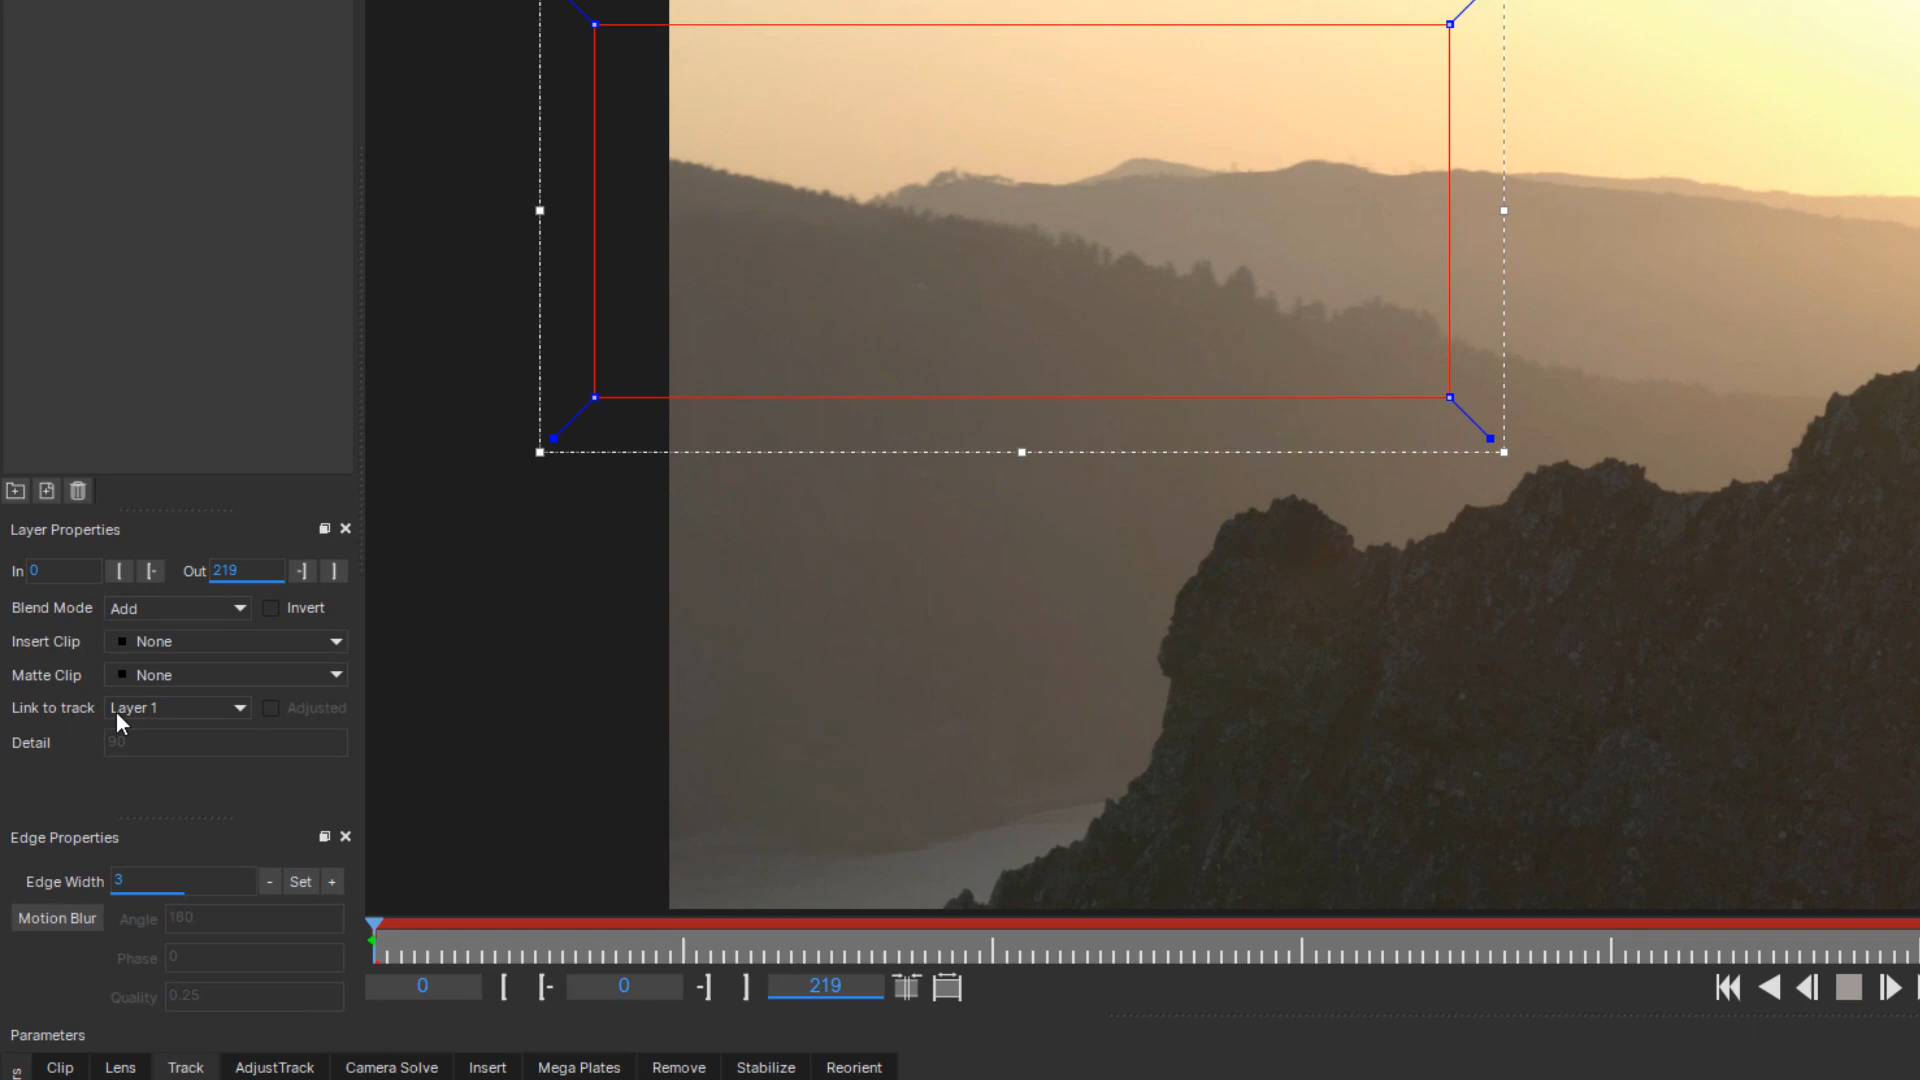 Layer Properties
In 0 [ [- Out 219 -] ]
Blend Mode Add Invert
Insert Clip None
Matte Clip None
Link to track Layer 1 Adjusted
Detail 90
Edge Properties
Edge Width 3 - Set +
Motion Blur Angle 180
Phase 0
Quality 0.25
0 [ [- 0 -] ] 219
Parameters
Clip Lens Track AdjustTrack Camera Solve Insert Mega Plates Remove Stabilize Reorient